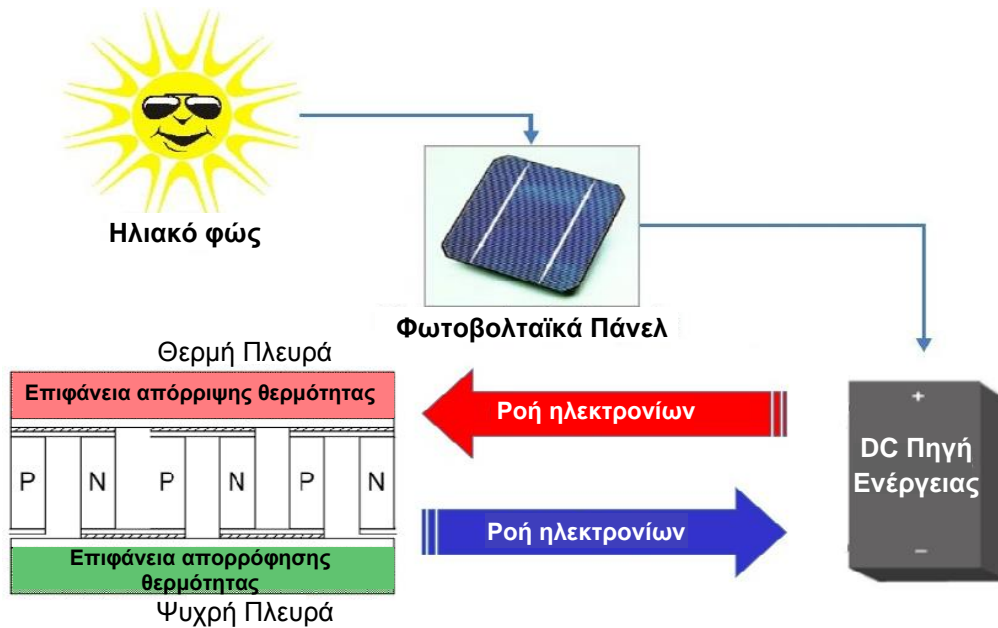 Ηλιακό φώς
Φωτοβολταϊκά Πάνελ
Θερμή Πλευρά
Επιφάνεια απόρριψης θερμότητας
Ροή ηλεκτρονίων
+
DC Πηγή
Ενέργειας
P N P N P N
Ροή ηλεκτρονίων
−
Επιφάνεια απορρόφησης
θερμότητας
Ψυχρή Πλευρά